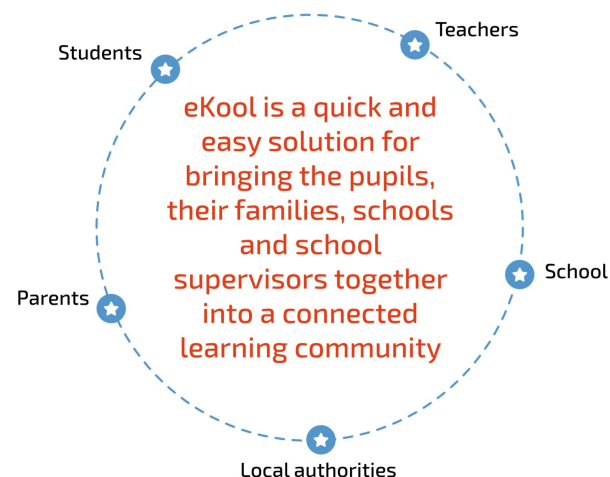 Teachers
Students
eKool is a quick and
easy solution for
bringing the pupils,
their families, schools
and school
supervisors together
into a connected
learning community
School
Parents
Local authorities